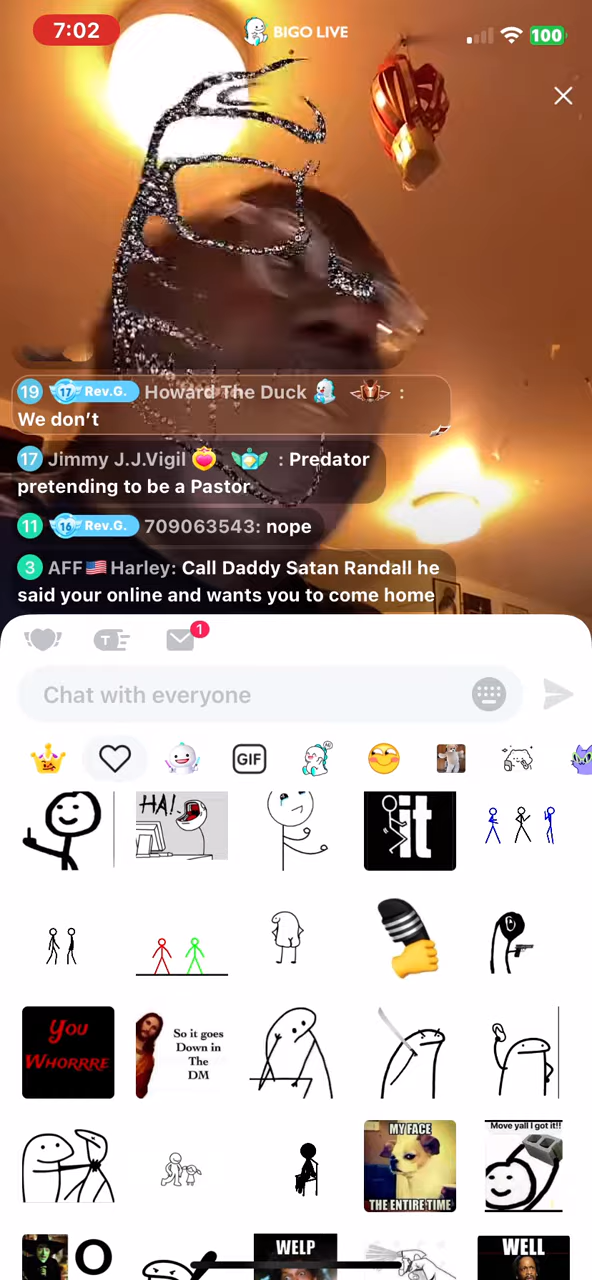 7:02
BIGO LIVE
100
19 17 Rev.G. Howard The Duck :
We don't
17 Jimmy J.J.Vigil : Predator
pretending to be a Pastor
11 16 Rev.G. 709063543: nope
3 AFF🇺🇸Harley: Call Daddy Satan Randall he
said your online and wants you to come home
T
1
Chat with everyone
GIF
HI
HA!
it
You
Whorrre
So it goes
Down in
The
DM
MY FACE
THE ENTIRE TIME
Move yall I got it!!
O
WELP
WELL